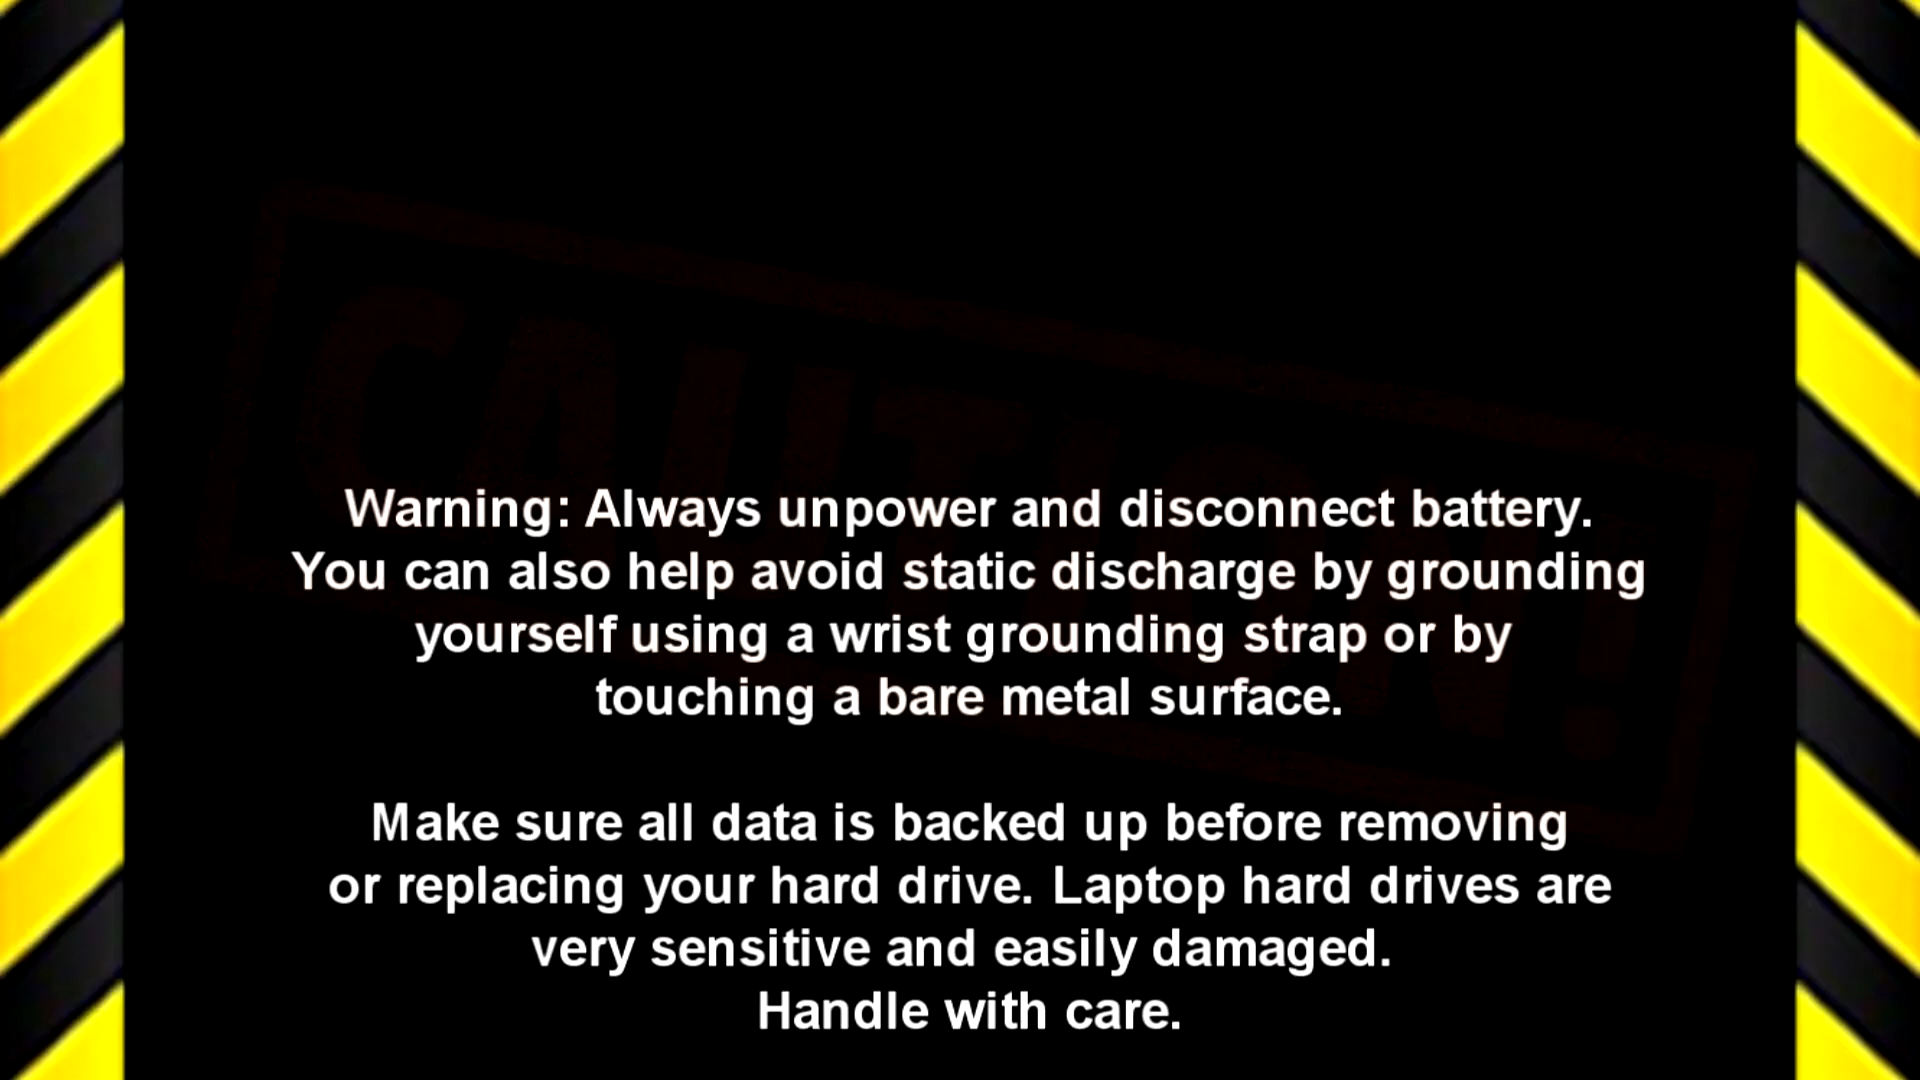 CAUTION!
Warning: Always unpower and disconnect battery.
You can also help avoid static discharge by grounding
yourself using a wrist grounding strap or by
touching a bare metal surface.
Make sure all data is backed up before removing
or replacing your hard drive. Laptop hard drives are
very sensitive and easily damaged.
Handle with care.